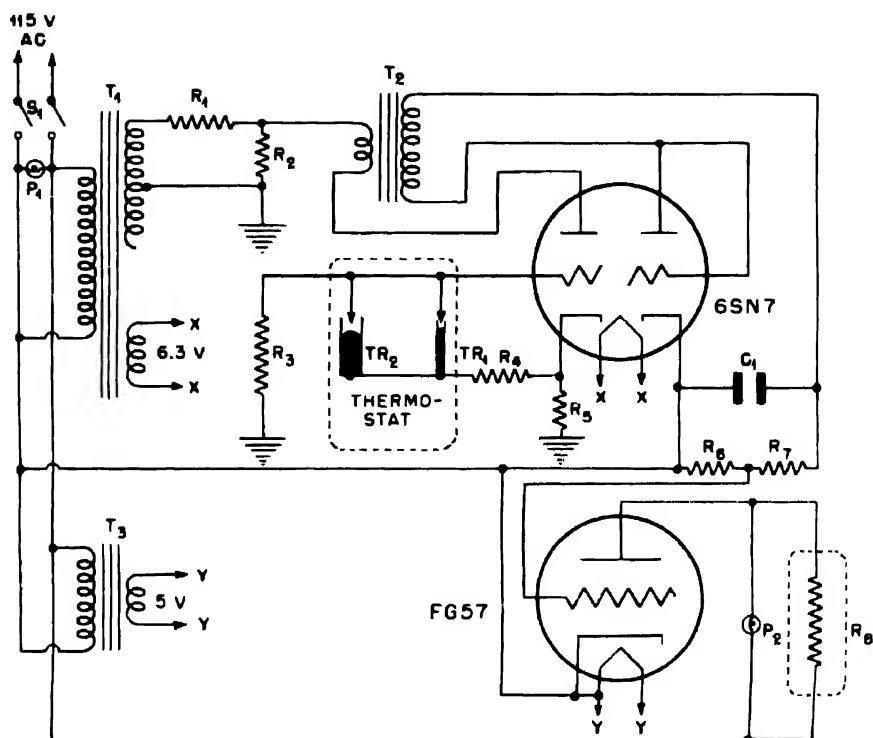 115 V
AC
S1
P1
T1
R1
R2
T2
6.3 V
X
X
R3
TR2
TR1
R4
THERMO-
STAT
R5
X
X
6SN7
C1
R6
R7
T3
5 V
Y
Y
FG57
Y
Y
P2
R8